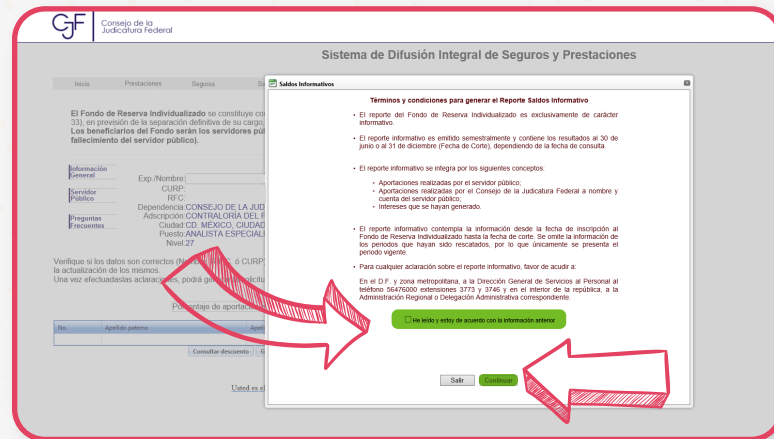 CJF
Consejo de la
Judicatura Federal
Sistema de Difusión Integral de Seguros y Prestaciones
Inicio Prestaciones Seguros
Saldos Informativos
El Fondo de Reserva Individualizado se constituye
33), en previsión de la separación definitiva de su cargo.
Los beneficiarios del Fondo serán los servidores
fallecimiento del servidor público).
Información
General
Servidor
Público
Preguntas
Frecuentes
Exp./Nombre:
CURP:
RFC:
Dependencia:CONSEJO DE LA
Adscripción:CONTRALORÍA DEL
Ciudad:CD. MÉXICO, CIUDAD
Puesto:ANALISTA
Nivel:27
Verifique si los datos son correctos ó CURP
la actualización de los mismos.
Una vez efectuadas podrá
de
No. Apellido paterno
Consultar descuento
Usted es el
Términos y condiciones para generar el Reporte Saldos Informativo
• El reporte del Fondo de Reserva Individualizado es exclusivamente de carácter
informativo.
• El reporte informativo es emitido semestralmente y contiene los resultados al 30 de
junio o al 31 de diciembre (Fecha de Corte), dependiendo de la fecha de consulta.
• El reporte informativo se integra por los siguientes conceptos:
• Aportaciones realizadas por el servidor público;
• Aportaciones realizadas por el Consejo de la Judicatura Federal a nombre y
cuenta del servidor público;
• Intereses que se hayan generado.
• El reporte informativo contempla la información desde la fecha de inscripción al
Fondo de Reserva Individualizado hasta la fecha de corte. Se omite la información de
los periodos que hayan sido rescatados, por lo que únicamente se presenta el
periodo vigente.
• Para cualquier aclaración sobre el reporte informativo, favor de acudir a:
En el D.F. y zona metropolitana, a la Dirección General de Servicios al Personal al
teléfono 56476000 extensiones 3773 y 3746 y en el interior de la república, a la
Administración Regional o Delegación Administrativa correspondiente.
He leído y estoy de acuerdo con la información anterior
Salir Continuar